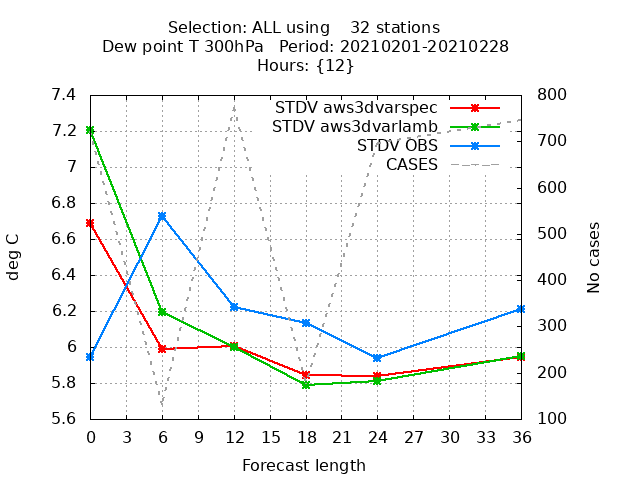 Selection: ALL using    32 stations
Dew point T 300hPa   Period: 20210201-20210228
Hours: {12}
STDV aws3dvarspec
STDV aws3dvarlamb
STDV OBS
CASES
deg C
7.4
7.2
7
6.8
6.6
6.4
6.2
6
5.8
5.6
800
700
600
500
400
300
200
100
No cases
0 3 6 9 12 15 18 21 24 27 30 33 36
Forecast length